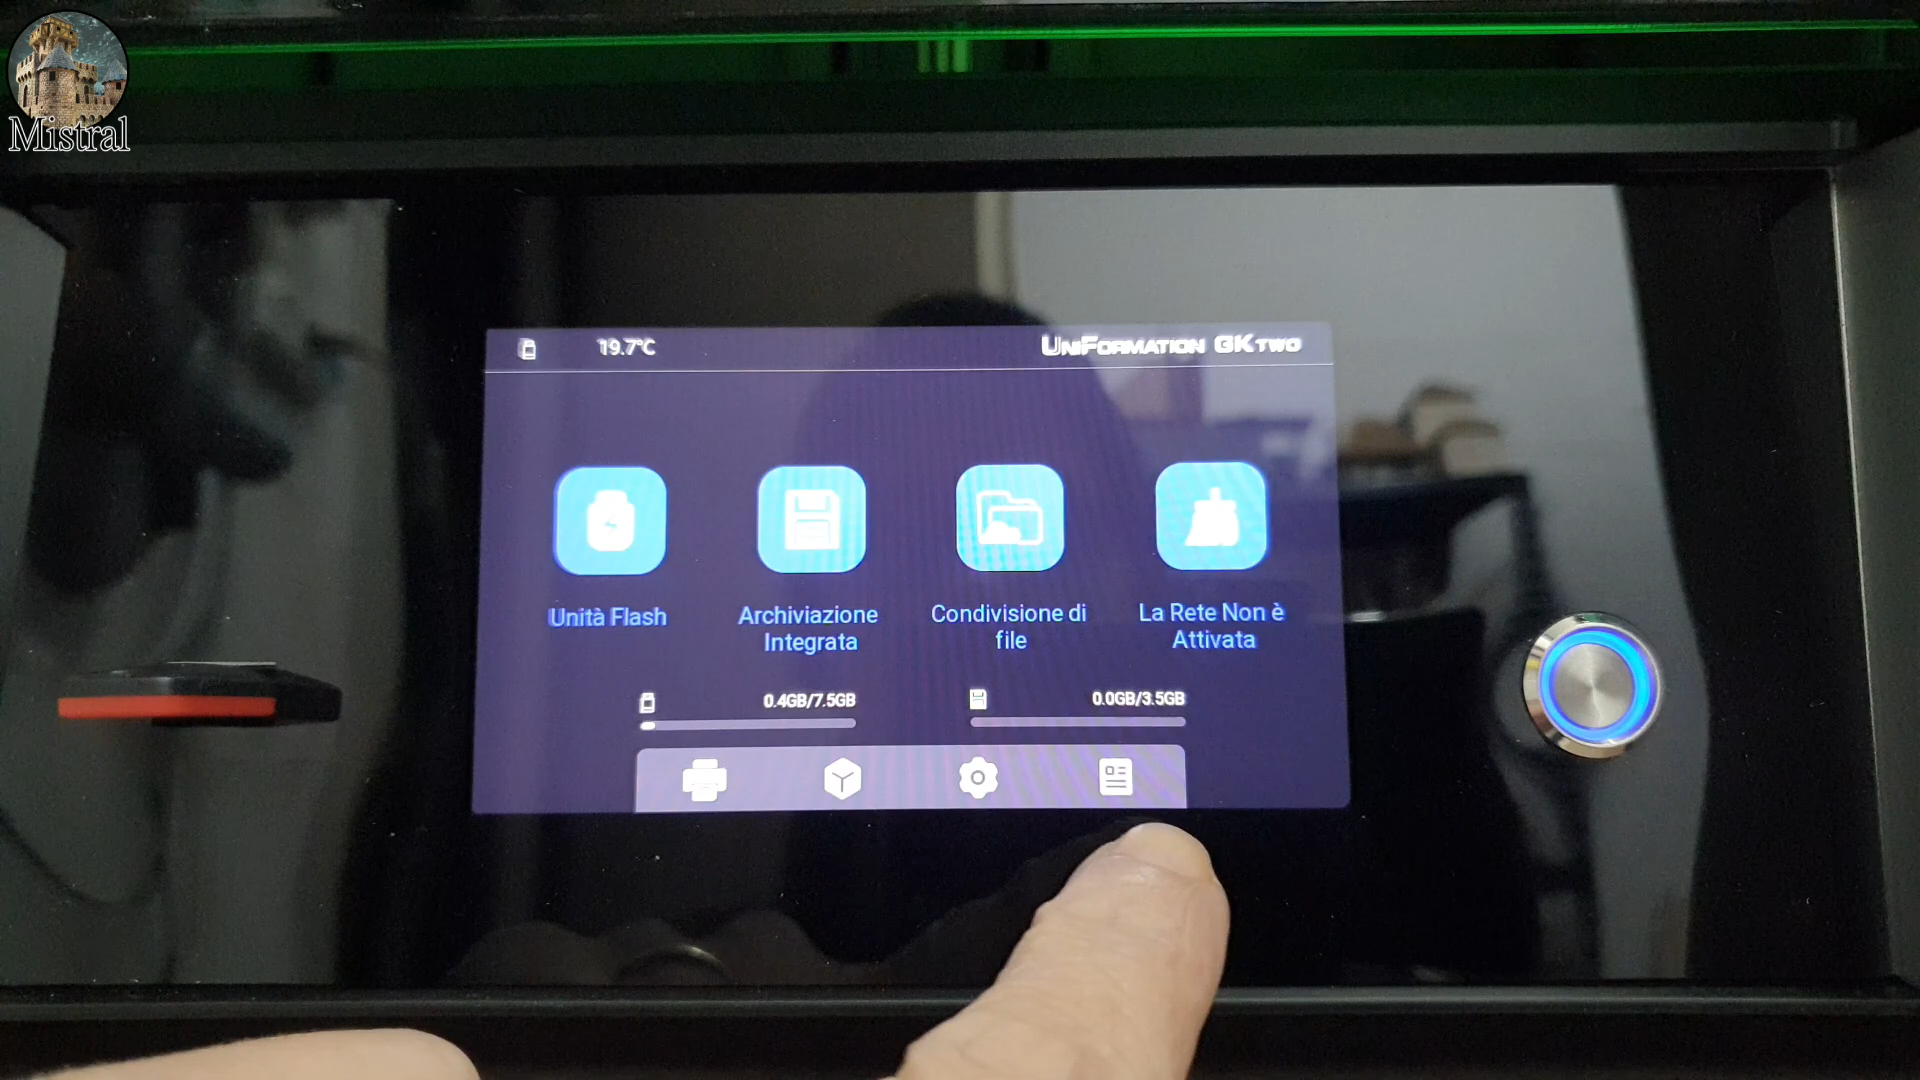 Mistral
19.7°C
UNIFORMATION GKTWO
Unità Flash
Archiviazione
Integrata
Condivisione di
file
La Rete Non è
Attivata
0.4GB/7.5GB
0.0GB/3.5GB